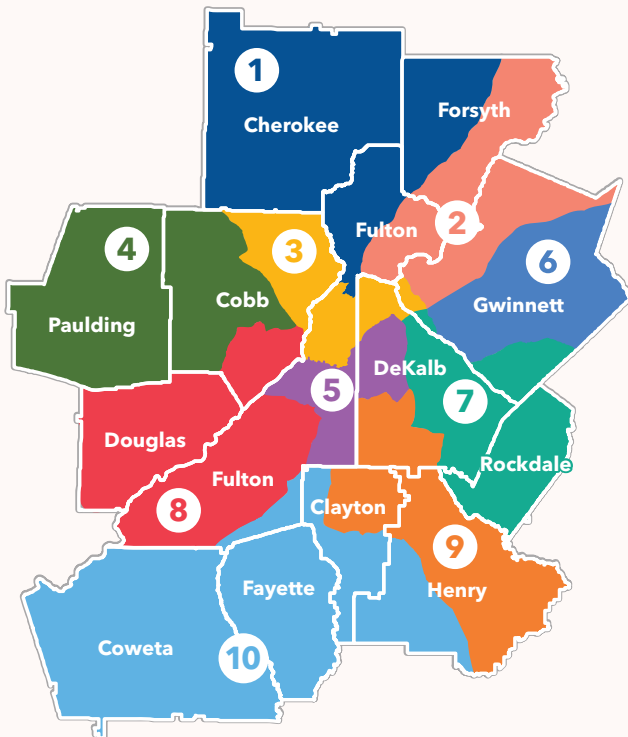 1
Cherokee
Forsyth
Fulton
2
3
4
6
Cobb
Gwinnett
Paulding
DeKalb
5
7
Douglas
Rockdale
Fulton
8
Clayton
9
Fayette
Henry
Coweta
10